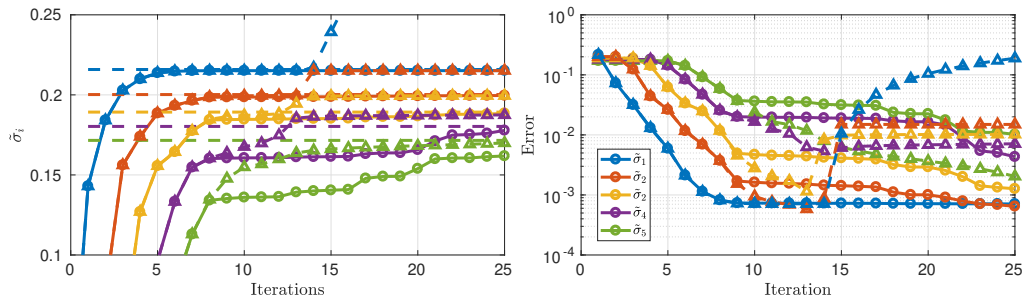 0.25
0.2
0.15
0.1
σ̃ᵢ
0 5 10 15 20 25
Iterations
10⁰
10⁻¹
10⁻²
10⁻³
10⁻⁴
Error
σ̃₁
σ̃₂
σ̃₂
σ̃₄
σ̃₅
0 5 10 15 20 25
Iteration